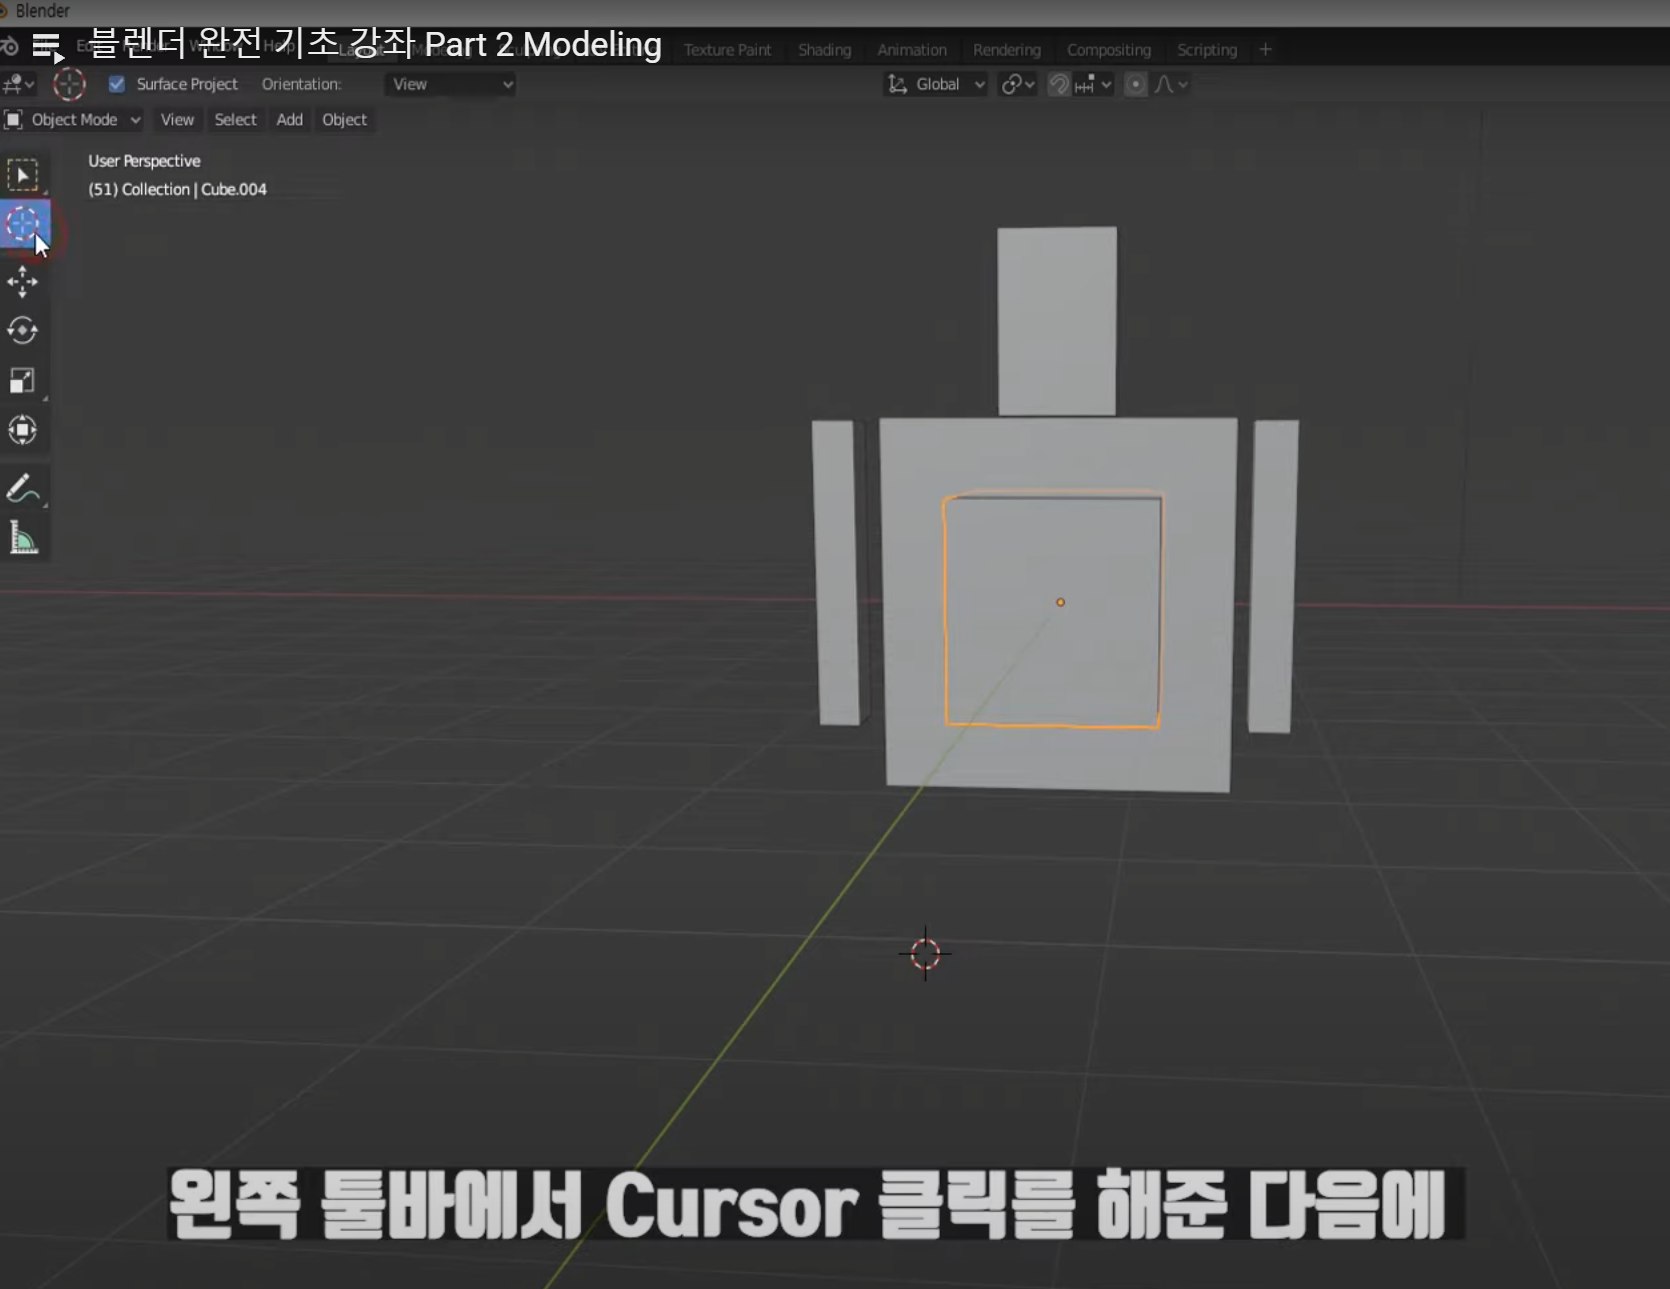 Blender
블렌더 완전 기초 강좌 Part 2 Modeling
Texture Paint Shading Animation Rendering Compositing Scripting +
Surface Project Orientation: View Global
Object Mode View Select Add Object
User Perspective
(51) Collection | Cube.004
왼쪽 툴바에서 Cursor 클릭를 해준 다음에